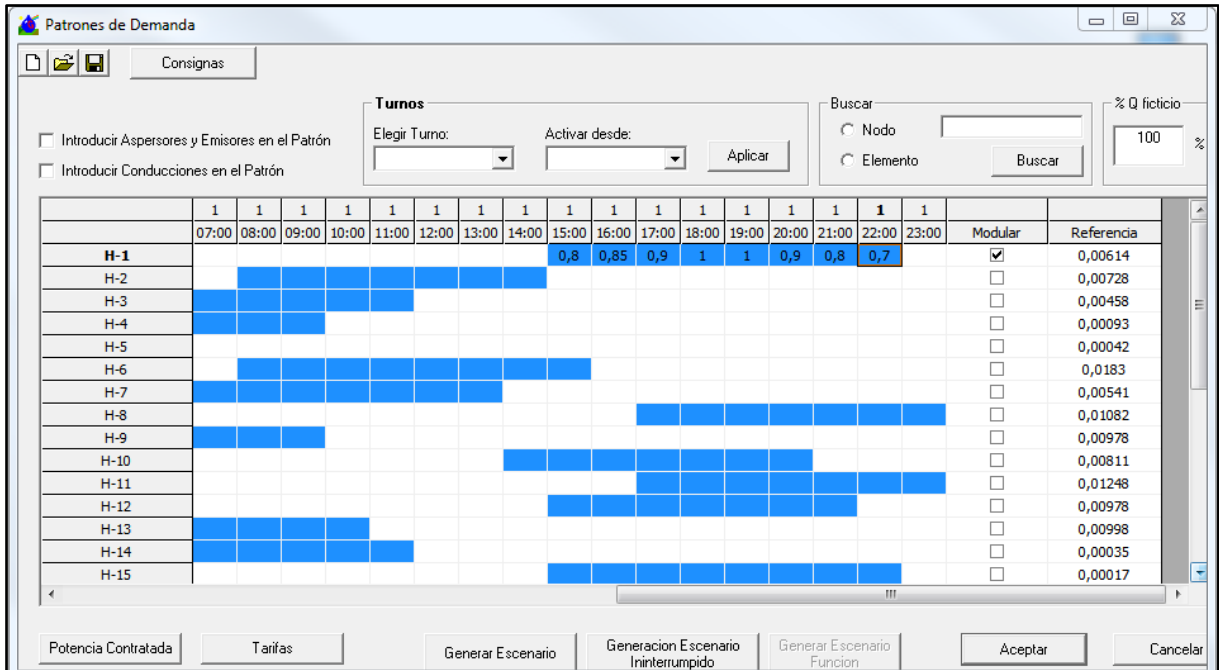 Patrones de Demanda
Consignas
Introducir Aspersores y Emisores en el Patrón
Introducir Conducciones en el Patrón
Turnos
Elegir Turno:
Activar desde:
Aplicar
Buscar
Nodo
Elemento
Buscar
% Q ficticio
100 %
1 1 1 1 1 1 1 1 1 1 1 1 1 1 1 1 1
07:00 08:00 09:00 10:00 11:00 12:00 13:00 14:00 15:00 16:00 17:00 18:00 19:00 20:00 21:00 22:00 23:00 Modular Referencia
H-1 0,8 0,85 0,9 1 1 0,9 0,8 0,7 0,00614
H-2 0,00728
H-3 0,00458
H-4 0,00093
H-5 0,00042
H-6 0,0183
H-7 0,00541
H-8 0,01082
H-9 0,00978
H-10 0,00811
H-11 0,01248
H-12 0,00978
H-13 0,00998
H-14 0,00035
H-15 0,00017
Potencia Contratada
Tarifas
Generar Escenario
Generacion Escenario
Ininterrumpido
Generar Escenario
Funcion
Aceptar
Cancelar